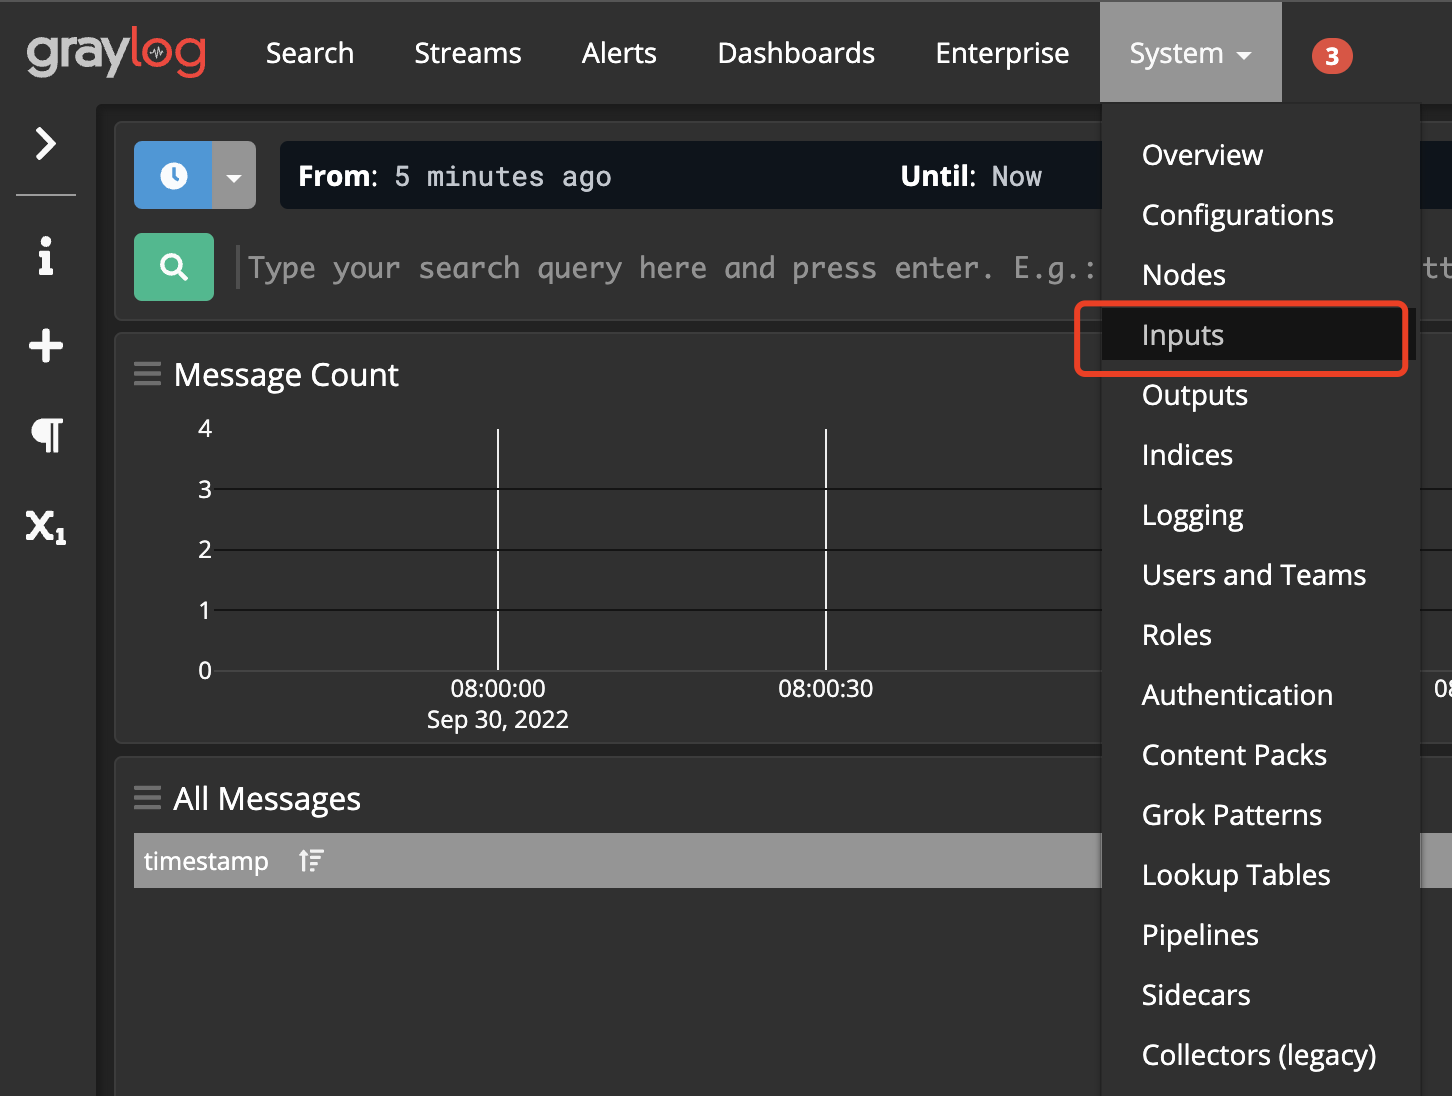 graylog Search Streams Alerts Dashboards Enterprise System 3
From: 5 minutes ago Until: Now
Type your search query here and press enter. E.g.:
Message Count
4
3
2
1
0
08:00:00 08:00:30
Sep 30, 2022
All Messages
timestamp
Overview
Configurations
Nodes
Inputs
Outputs
Indices
Logging
Users and Teams
Roles
Authentication
Content Packs
Grok Patterns
Lookup Tables
Pipelines
Sidecars
Collectors (legacy)